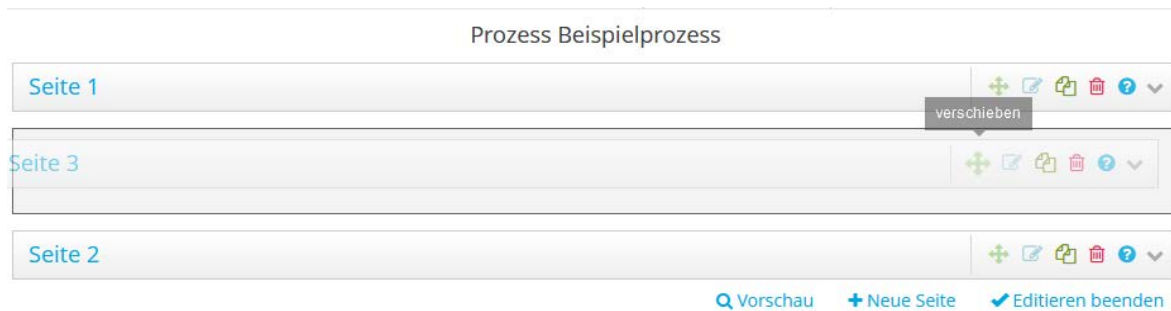 Prozess Beispielprozess
Seite 1
verschieben
Seite 3
Seite 2
Vorschau Neue Seite Editieren beenden